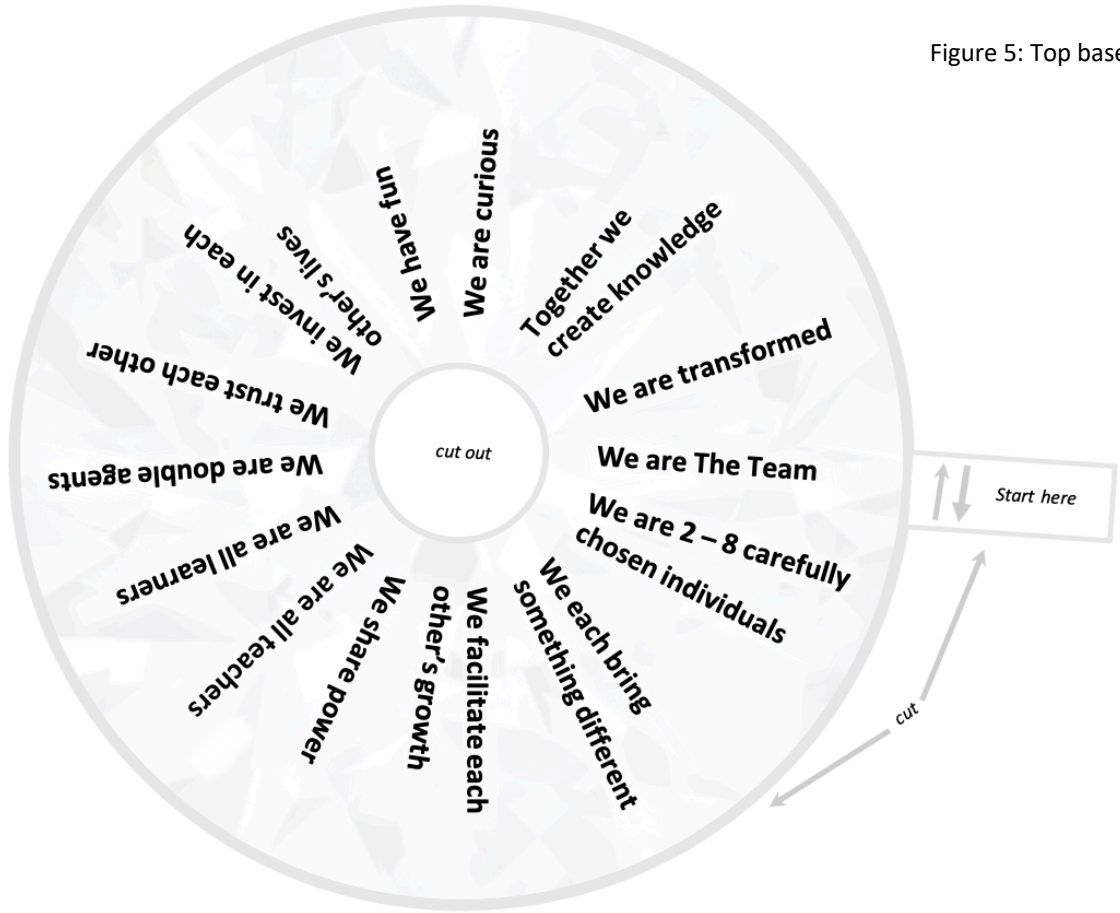 Figure 5: Top base
We are curious
Together we
create knowledge
We are transformed
We are The Team
We are 2 – 8 carefully
chosen individuals
We each bring
something different
We facilitate each
other's growth
We share power
We are all teachers
We are all learners
We are double agents
We trust each other
We invest in each
other's lives
We have fun
cut out
Start here
cut